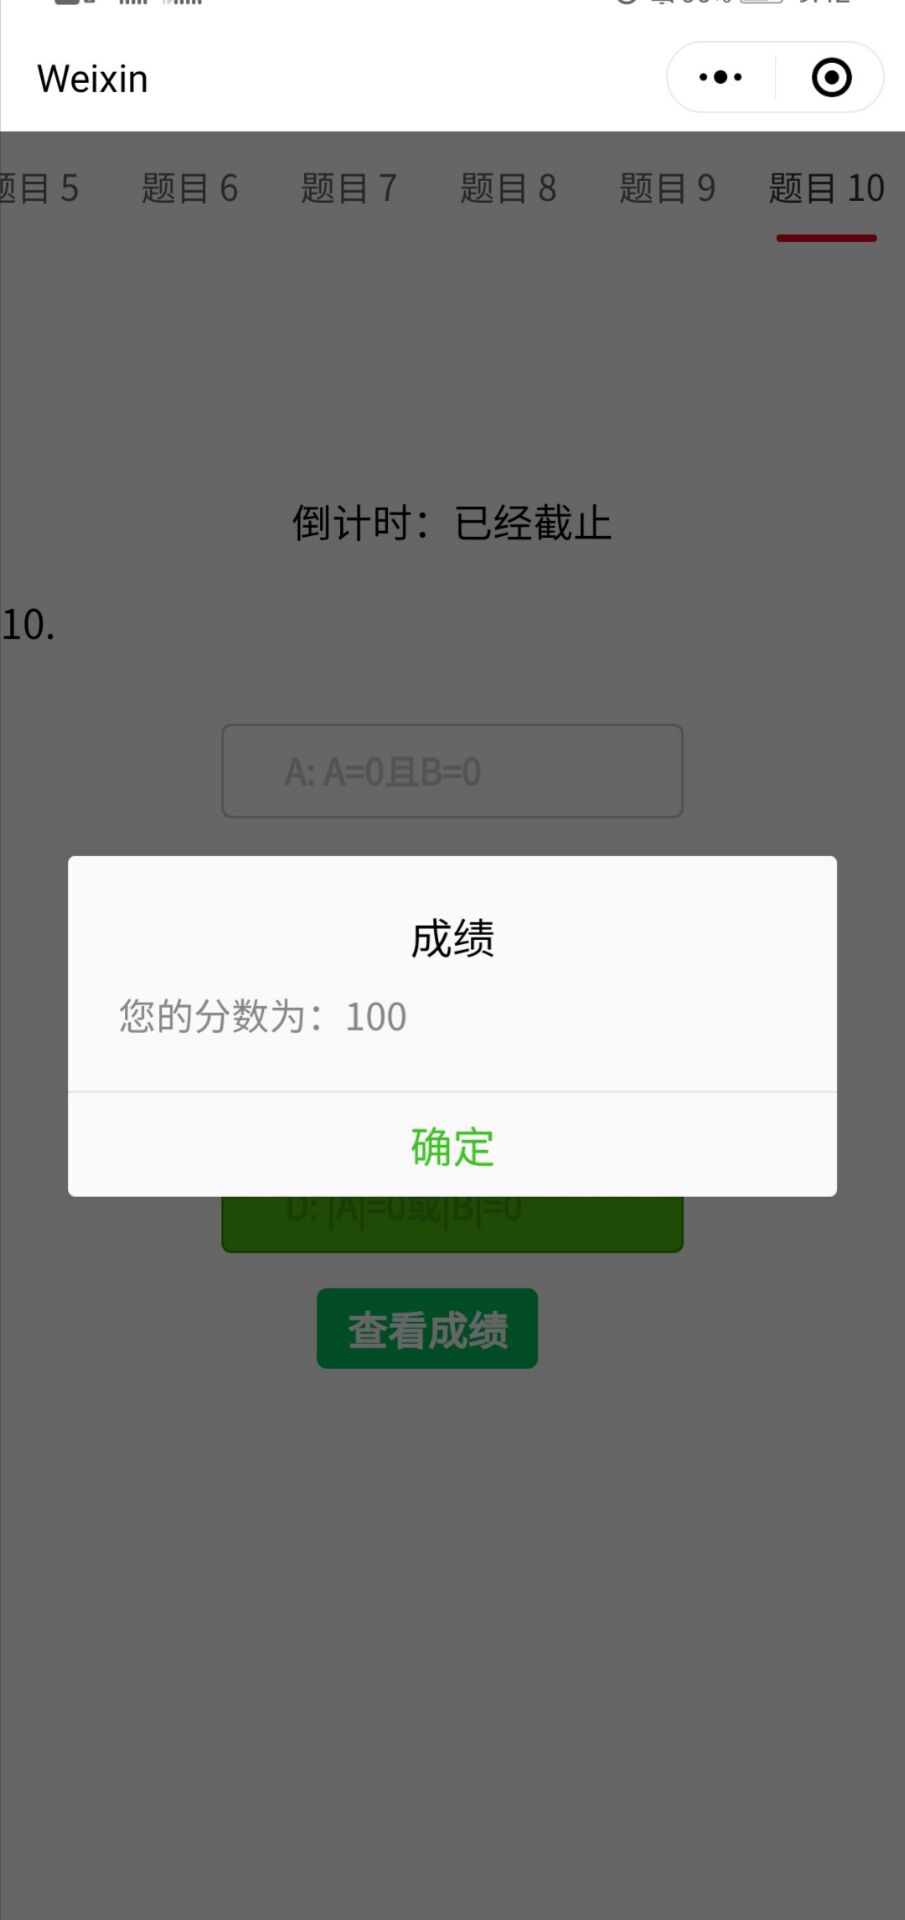 Weixin
题目 5
题目 6
题目 7
题目 8
题目 9
题目 10
倒计时：已经截止
10.
A: A=0且B=0
成绩
您的分数为：100
确定
D: |A|=0或|B|=0
查看成绩